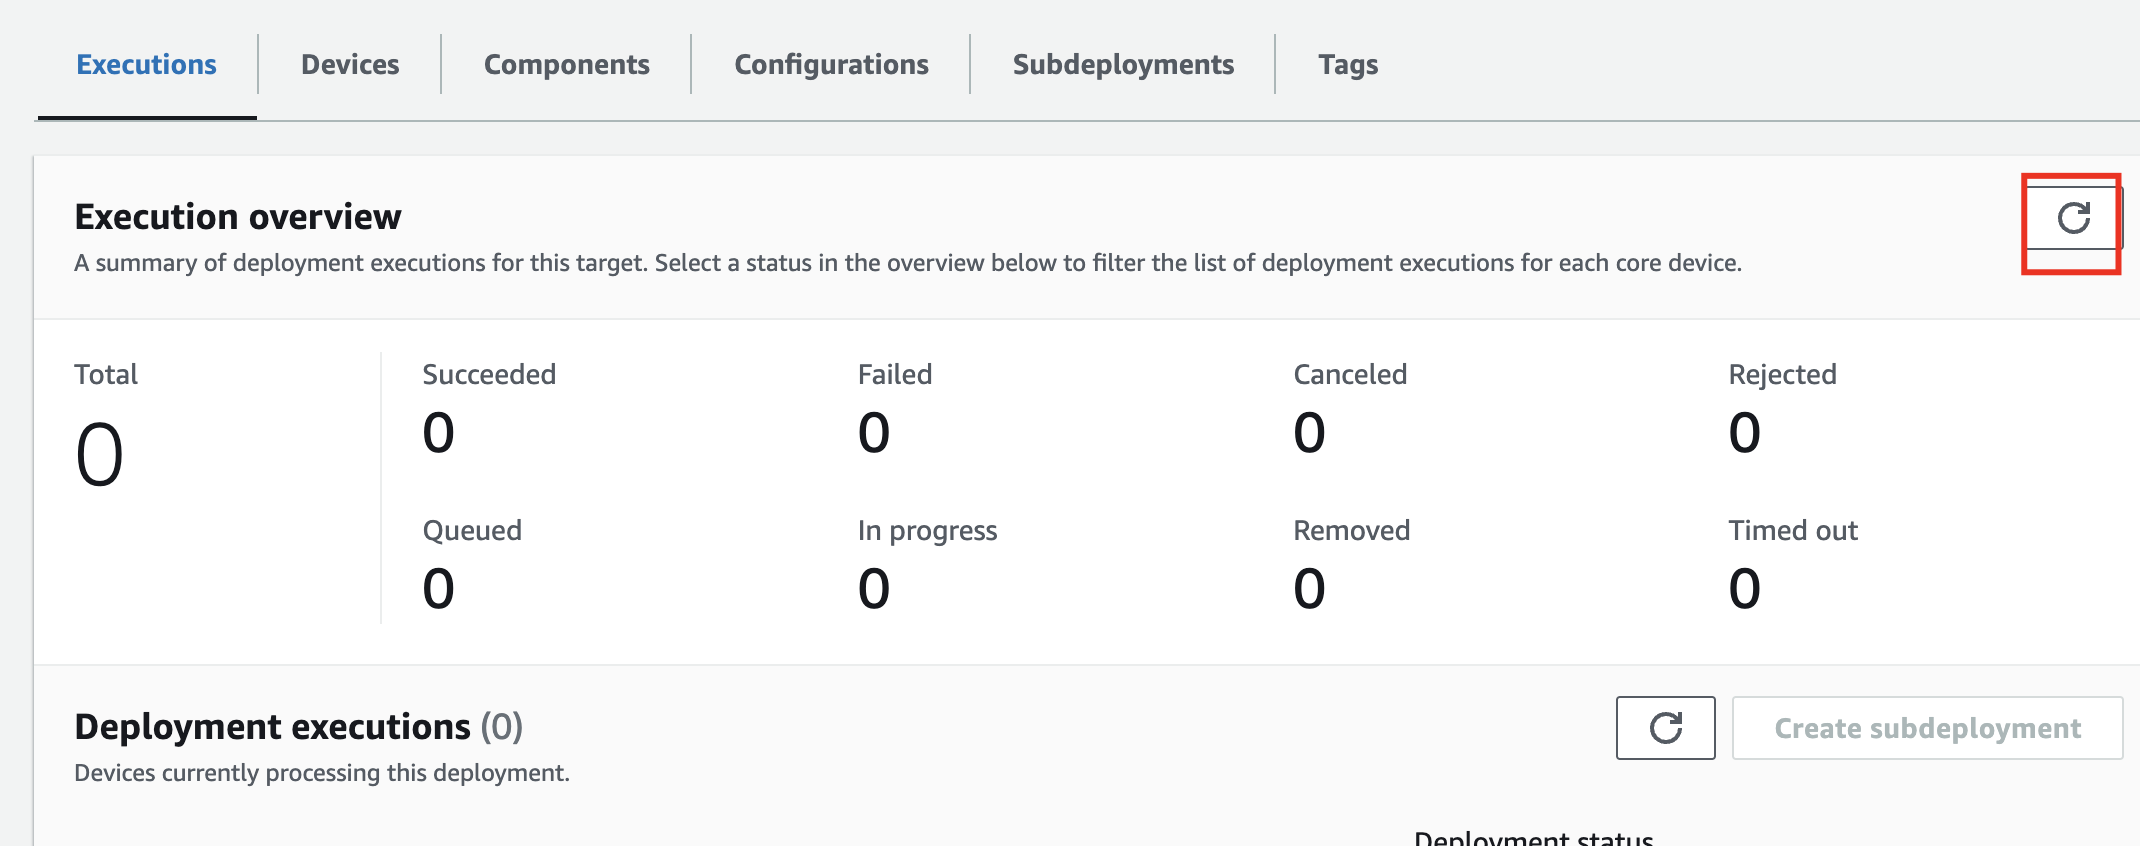 Executions Devices Components Configurations Subdeployments Tags
Execution overview
A summary of deployment executions for this target. Select a status in the overview below to filter the list of deployment executions for each core device.
Total Succeeded Failed Canceled Rejected
0 0 0 0 0
Queued In progress Removed Timed out
0 0 0 0
Deployment executions (0)
Create subdeployment
Devices currently processing this deployment.
Deployment status